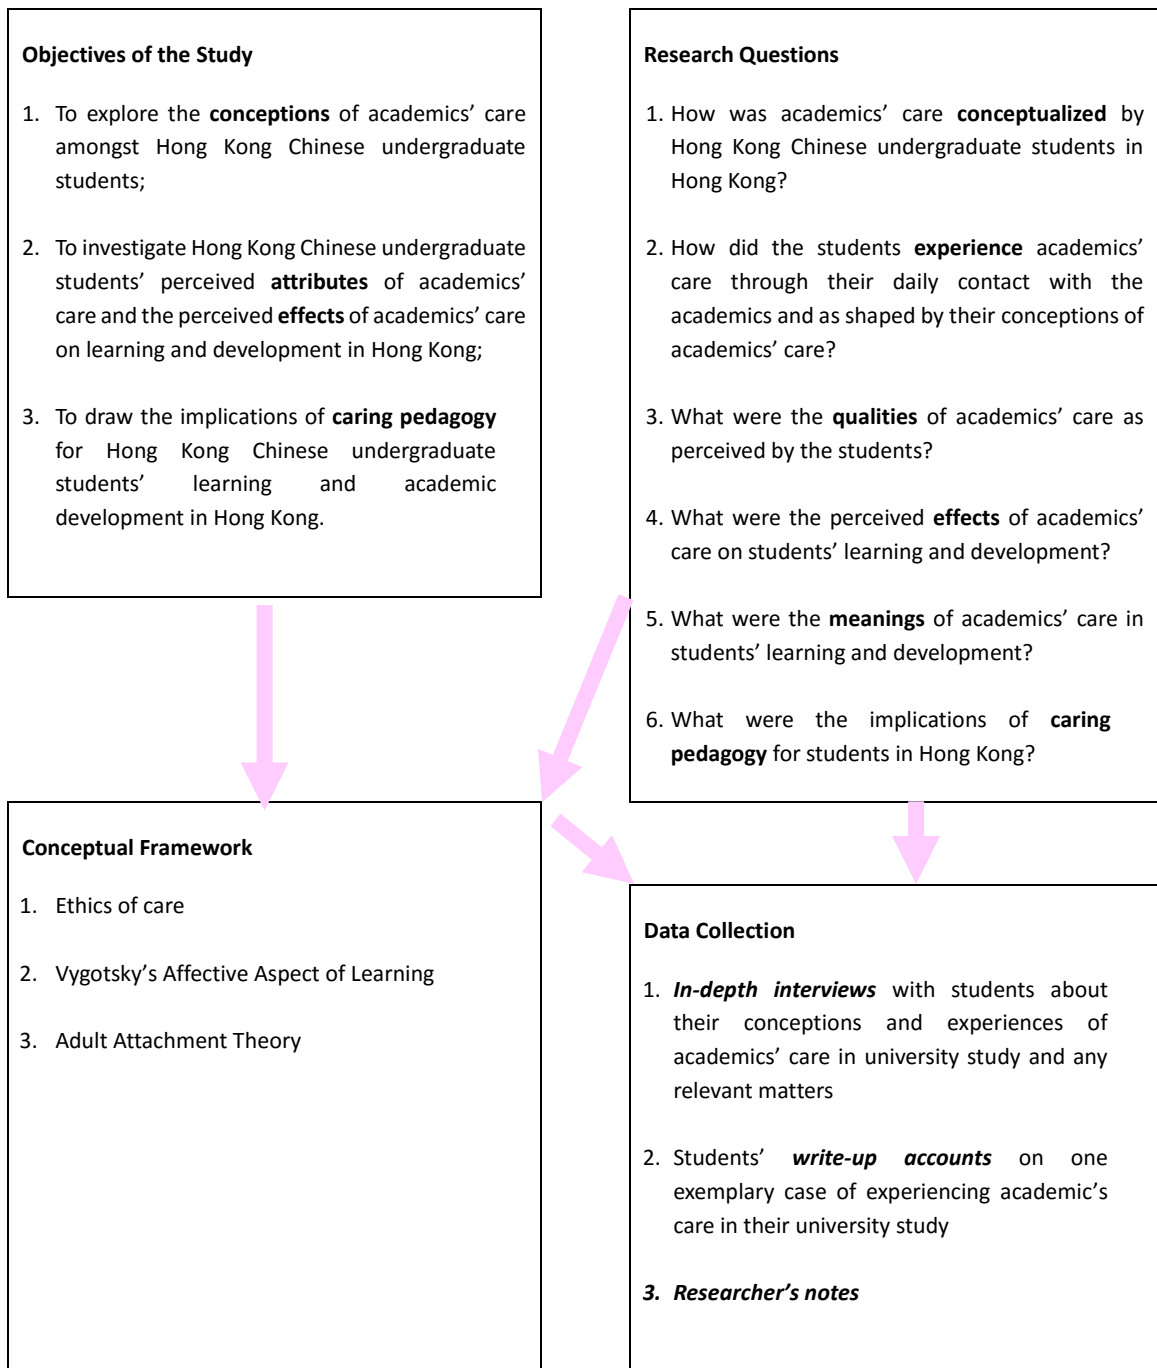 Objectives of the Study
1. To explore the conceptions of academics’ care
amongst Hong Kong Chinese undergraduate
students;
2. To investigate Hong Kong Chinese undergraduate
students’ perceived attributes of academics’
care and the perceived effects of academics’ care
on learning and development in Hong Kong;
3. To draw the implications of caring pedagogy
for Hong Kong Chinese undergraduate
students’ learning and academic
development in Hong Kong.
Research Questions
1. How was academics’ care conceptualized by
Hong Kong Chinese undergraduate students in
Hong Kong?
2. How did the students experience academics’
care through their daily contact with the
academics and as shaped by their conceptions of
academics’ care?
3. What were the qualities of academics’ care as
perceived by the students?
4. What were the perceived effects of academics’
care on students’ learning and development?
5. What were the meanings of academics’ care in
students’ learning and development?
6. What were the implications of caring
pedagogy for students in Hong Kong?
Conceptual Framework
1. Ethics of care
2. Vygotsky’s Affective Aspect of Learning
3. Adult Attachment Theory
Data Collection
1. In-depth interviews with students about
their conceptions and experiences of
academics’ care in university study and any
relevant matters
2. Students’ write-up accounts on one
exemplary case of experiencing academic’s
care in their university study
3. Researcher’s notes